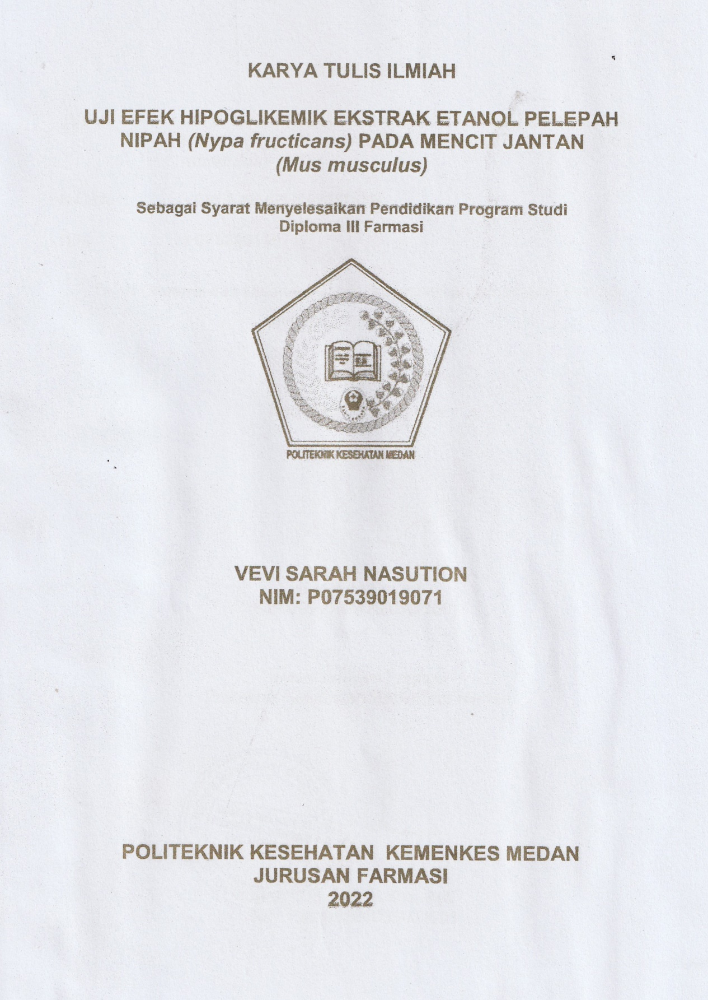 KARYA TULIS ILMIAH
UJI EFEK HIPOGLIKEMIK EKSTRAK ETANOL PELEPAH
NIPAH (Nypa fructicans) PADA MENCIT JANTAN
(Mus musculus)
Sebagai Syarat Menyelesaikan Pendidikan Program Studi
Diploma III Farmasi
POLITEKNIK KESEHATAN MEDAN
VEVI SARAH NASUTION
NIM: P07539019071
POLITEKNIK KESEHATAN KEMENKES MEDAN
JURUSAN FARMASI
2022